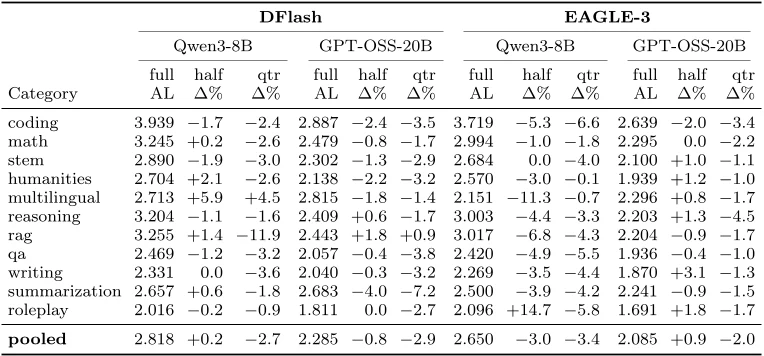 DFlash EAGLE-3
Qwen3-8B GPT-OSS-20B Qwen3-8B GPT-OSS-20B
full half qtr full half qtr full half qtr full half qtr
Category AL Δ% Δ% AL Δ% Δ% AL Δ% Δ% AL Δ% Δ%
coding 3.939 −1.7 −2.4 2.887 −2.4 −3.5 3.719 −5.3 −6.6 2.639 −2.0 −3.4
math 3.245 +0.2 −2.6 2.479 −0.8 −1.7 2.994 −1.0 −1.8 2.295 0.0 −2.2
stem 2.890 −1.9 −3.0 2.302 −1.3 −2.9 2.684 0.0 −4.0 2.100 +1.0 −1.1
humanities 2.704 +2.1 −2.6 2.138 −2.2 −3.2 2.570 −3.0 −0.1 1.939 +1.2 −1.0
multilingual 2.713 +5.9 +4.5 2.815 −1.8 −1.4 2.151 −11.3 −0.7 2.296 +0.8 −1.7
reasoning 3.204 −1.1 −1.6 2.409 +0.6 −1.7 3.003 −4.4 −3.3 2.203 +1.3 −4.5
rag 3.255 +1.4 −11.9 2.443 +1.8 +0.9 3.017 −6.8 −4.3 2.204 −0.9 −1.7
qa 2.469 −1.2 −3.2 2.057 −0.4 −3.8 2.420 −4.9 −5.5 1.936 −0.4 −1.0
writing 2.331 0.0 −3.6 2.040 −0.3 −3.2 2.269 −3.5 −4.4 1.870 +3.1 −1.3
summarization 2.657 +0.6 −1.8 2.683 −4.0 −7.2 2.500 −3.9 −4.2 2.241 −0.9 −1.5
roleplay 2.016 −0.2 −0.9 1.811 0.0 −2.7 2.096 +14.7 −5.8 1.691 +1.8 −1.7
pooled 2.818 +0.2 −2.7 2.285 −0.8 −2.9 2.650 −3.0 −3.4 2.085 +0.9 −2.0